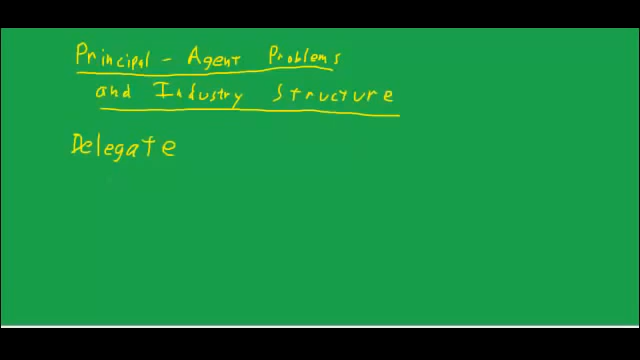 Principal - Agent Problems
and Industry Structure
Delegate